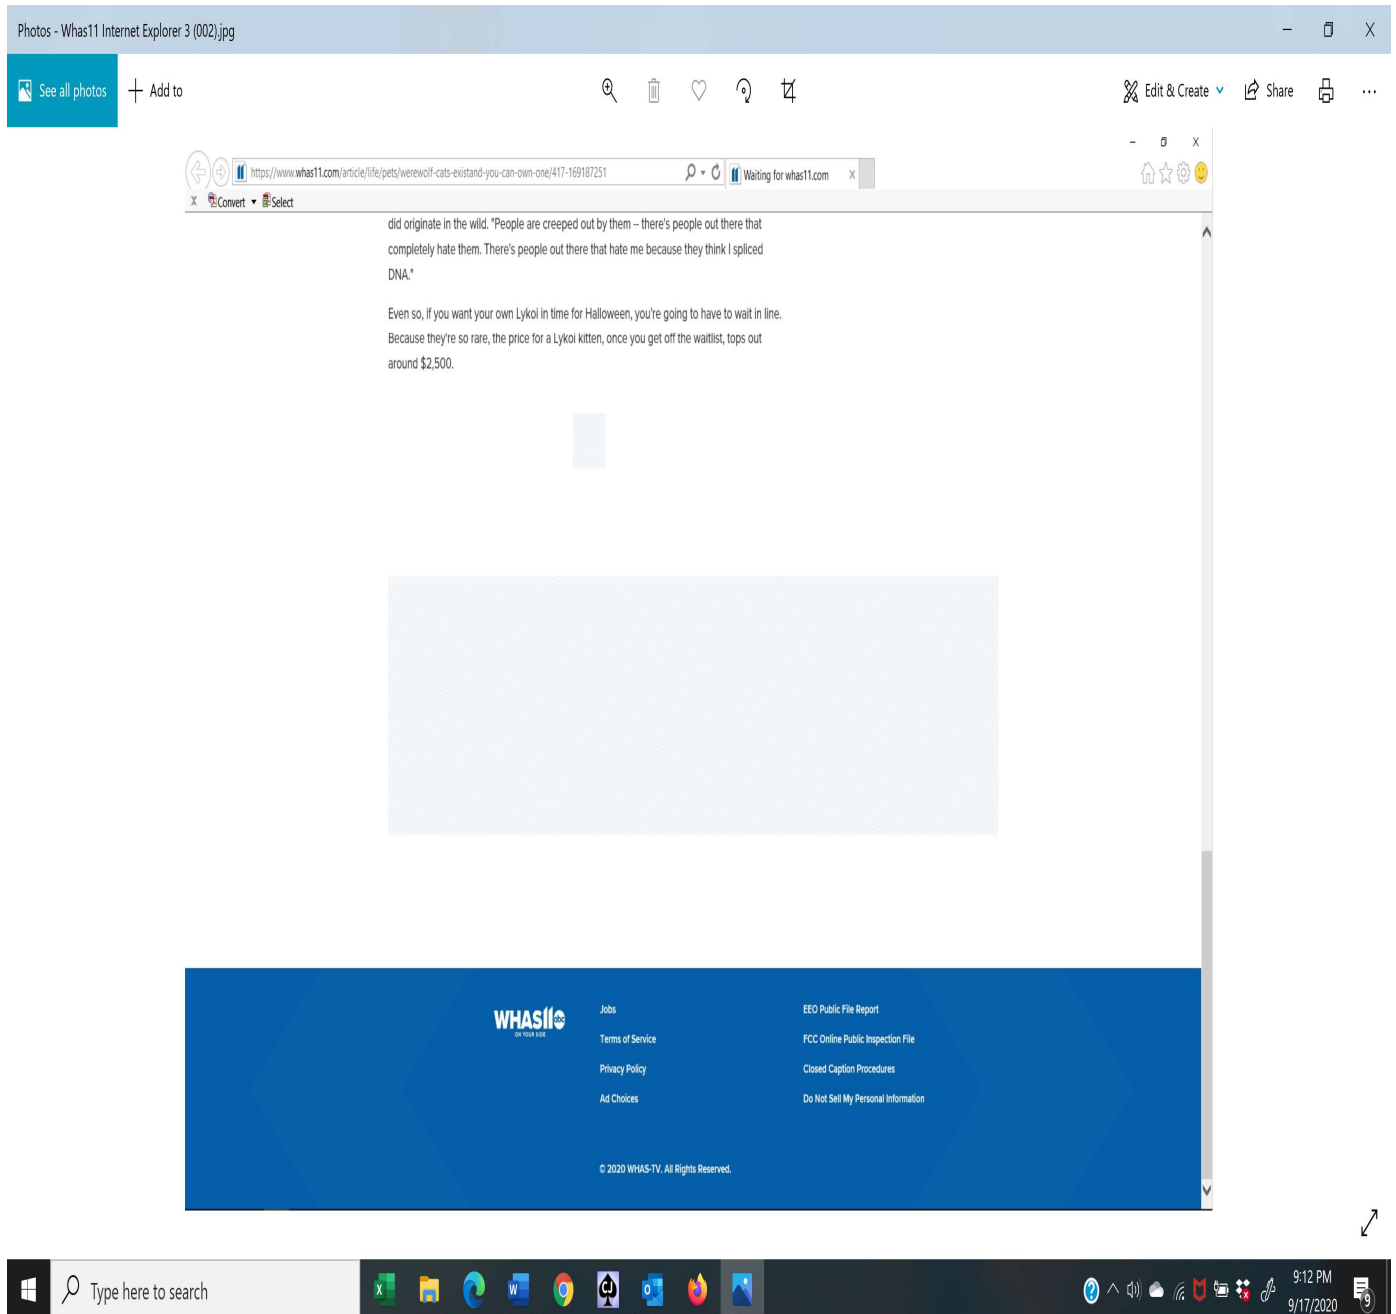 Photos - Whas11 Internet Explorer 3 (002).jpg
See all photos
Add to
Edit & Create
Share
https://www.whas11.com/article/life/pets/werewolf-cats-existand-you-can-own-one/417-169187251
Waiting for whas11.com
x Convert Select
did originate in the wild. "People are creeped out by them – there's people out there that
completely hate them. There's people out there that hate me because they think I spliced
DNA."
Even so, if you want your own Lykoi in time for Halloween, you're going to have to wait in line.
Because they're so rare, the price for a Lykoi kitten, once you get off the waitlist, tops out
around $2,500.
WHAS11 abc
ON YOUR SIDE
Jobs
Terms of Service
Privacy Policy
Ad Choices
EEO Public File Report
FCC Online Public Inspection File
Closed Caption Procedures
Do Not Sell My Personal Information
© 2020 WHAS-TV. All Rights Reserved.
Type here to search
9:12 PM
9/17/2020
9